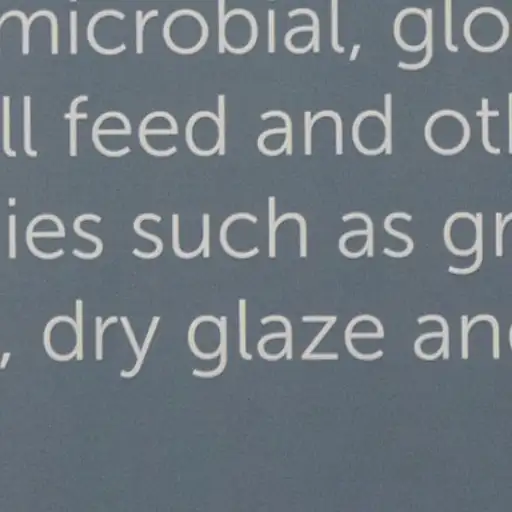 microbial, glo
ll feed and oth
ies such as gr
, dry glaze and